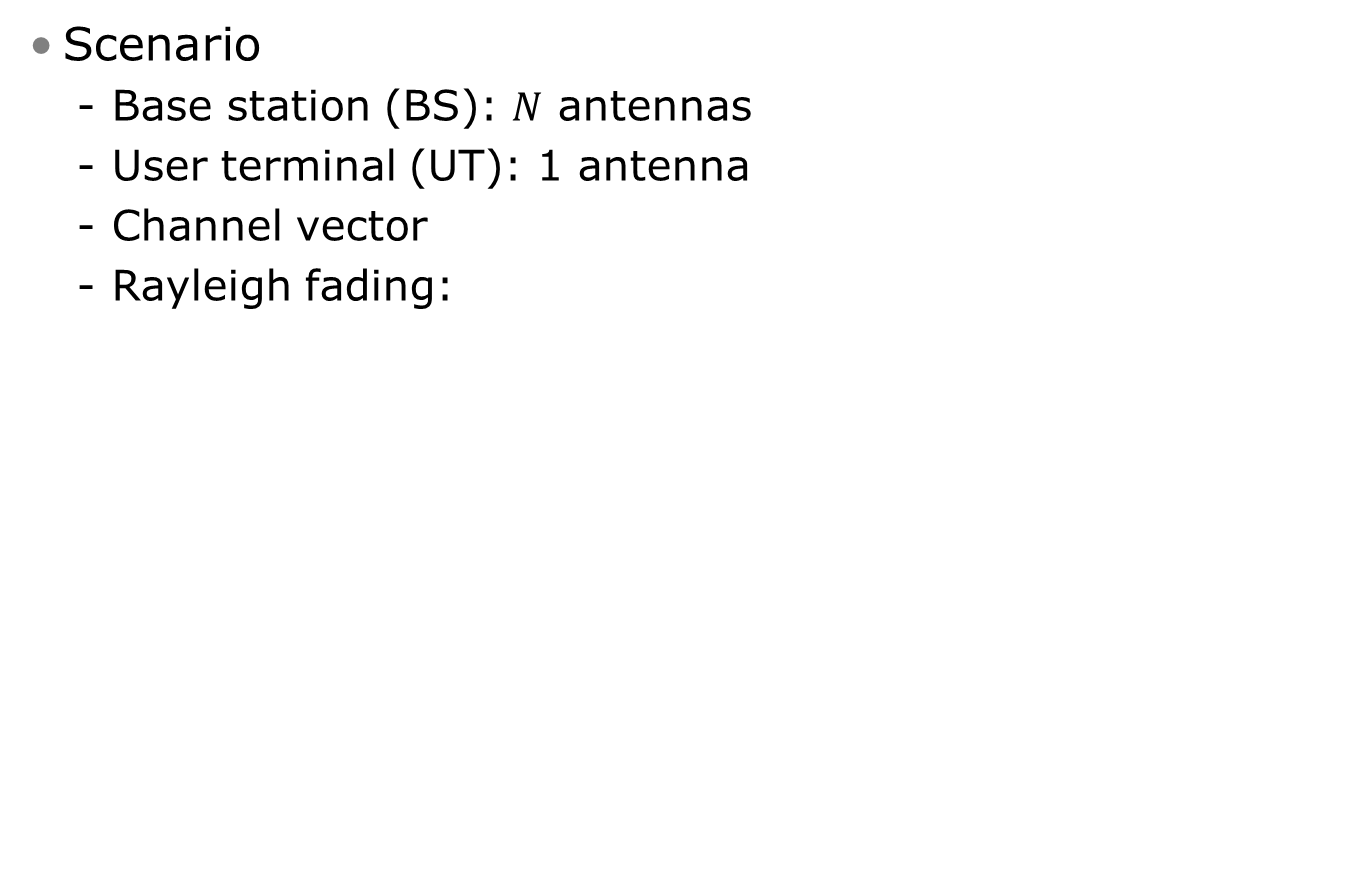 • Scenario
- Base station (BS): N antennas
- User terminal (UT): 1 antenna
- Channel vector
- Rayleigh fading: